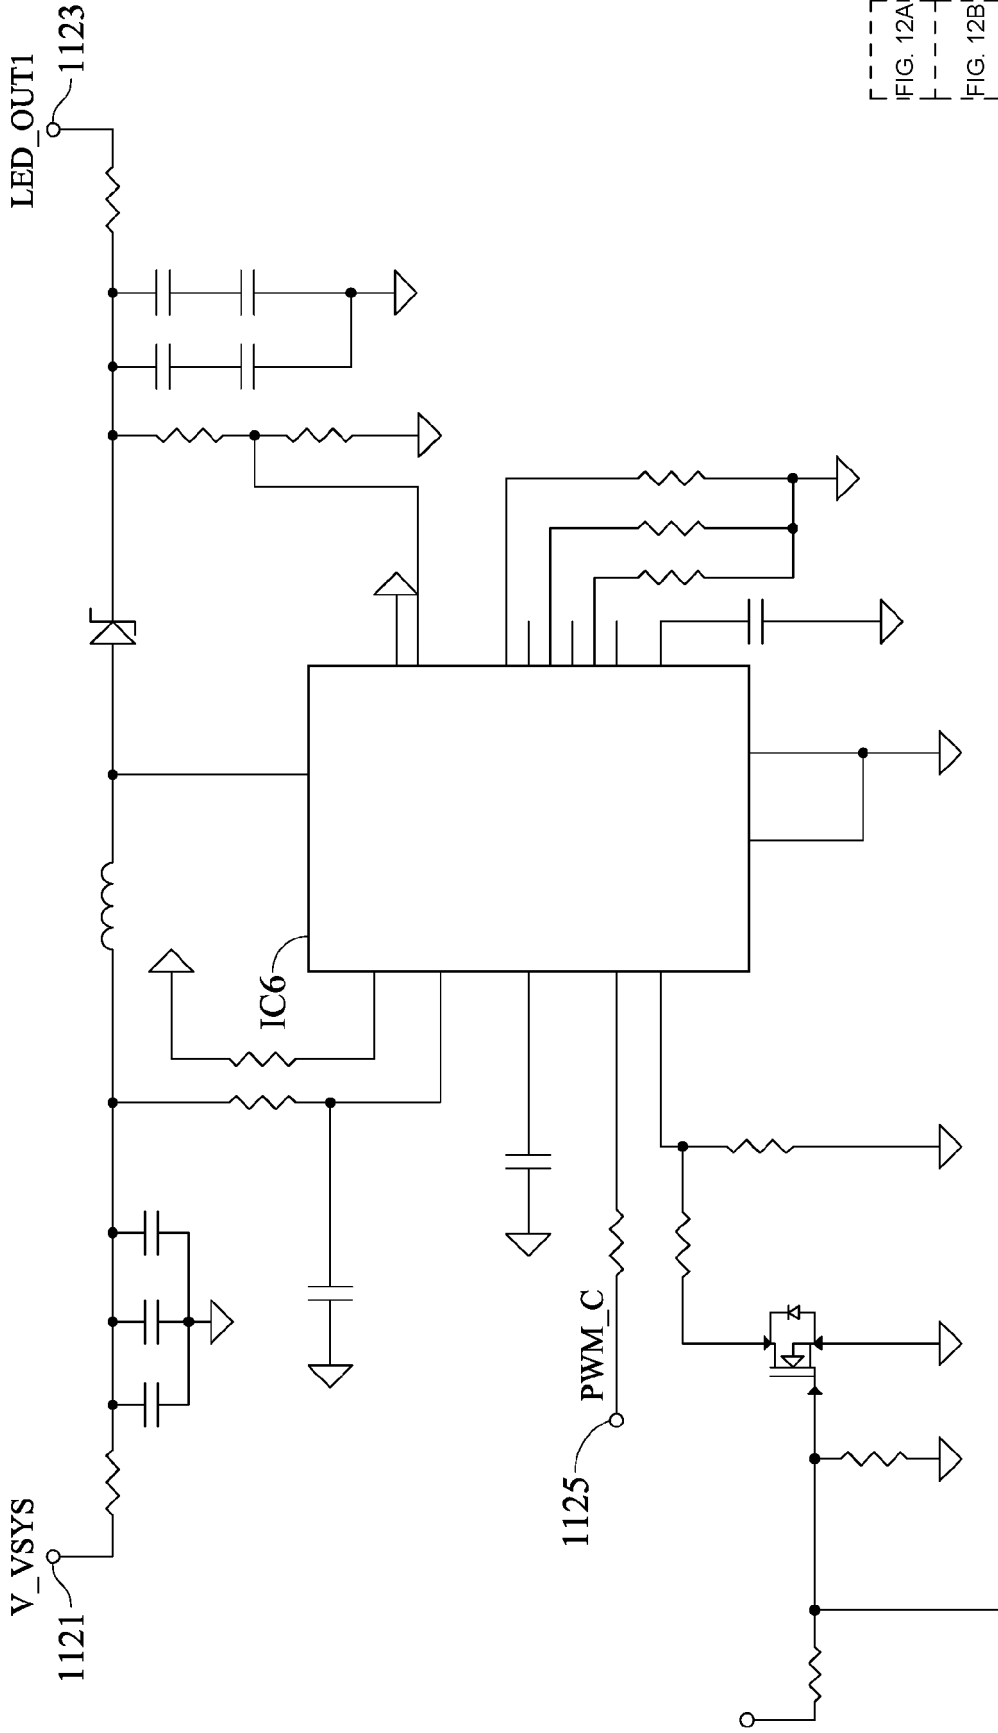 V_VSYS
1121
LED_OUT1
1123
IC6
PWM_C
1125
FIG. 12A
FIG. 12B